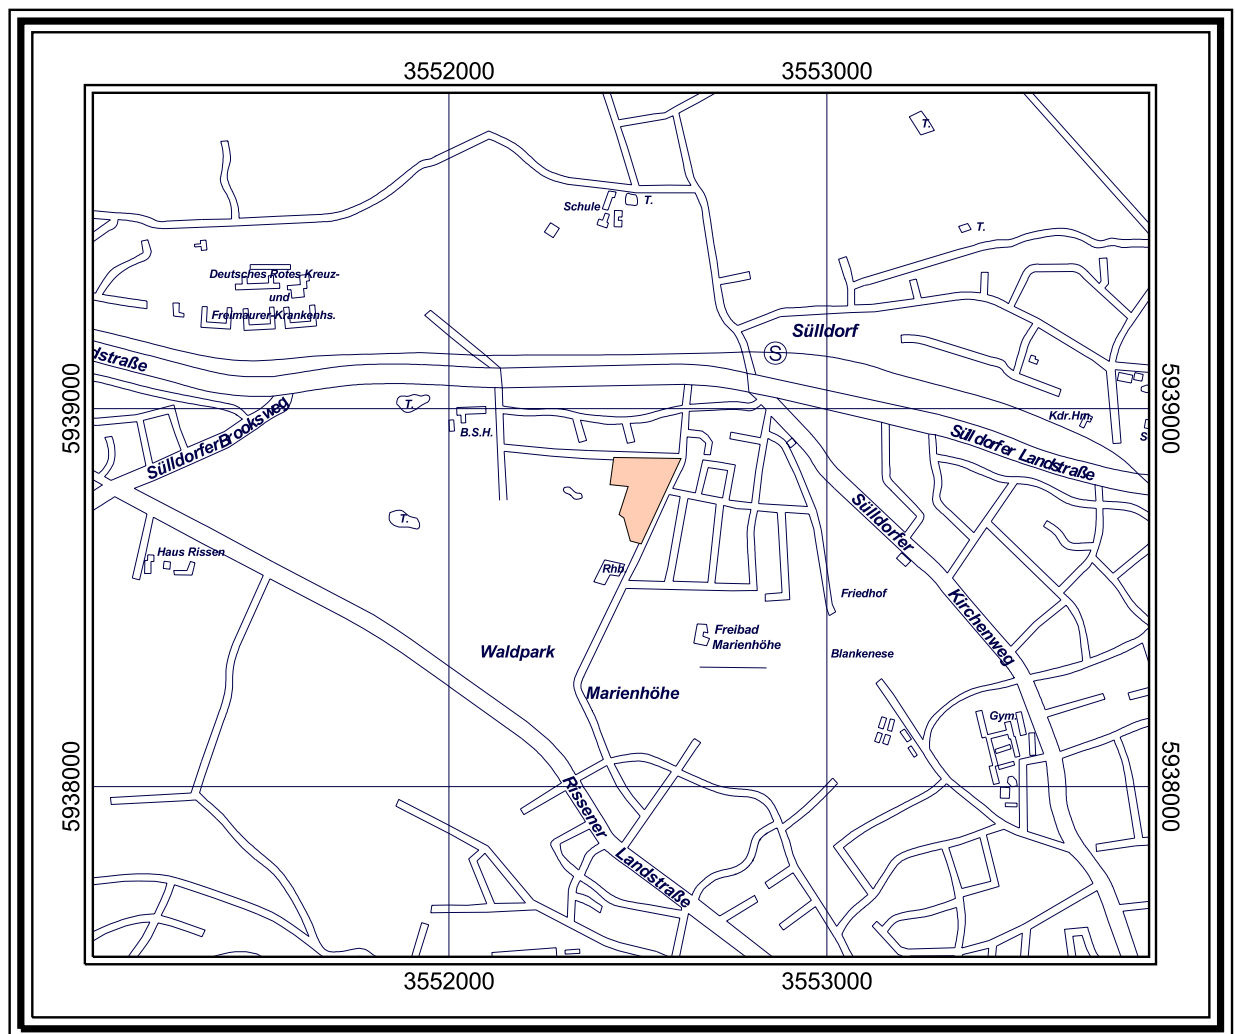 3552000
3553000
T.
Schule
T.
T.
Deutsches Rotes Kreuz-
und
Freimaurer-Krankenhs.
Sülldorf
S
dstraße
5939000
5939000
T.
Sülldorfer Brooksweg
B.S.H.
Kdr.Hm.
S
Sülldorfer Landstraße
T.
Sülldorfer
Haus Rissen
Rhb.
Friedhof
Kirchenweg
Freibad
Marienhöhe
Waldpark
Blankenese
Marienhöhe
Gym.
5938000
5938000
Rissener
Landstraße
3552000
3553000